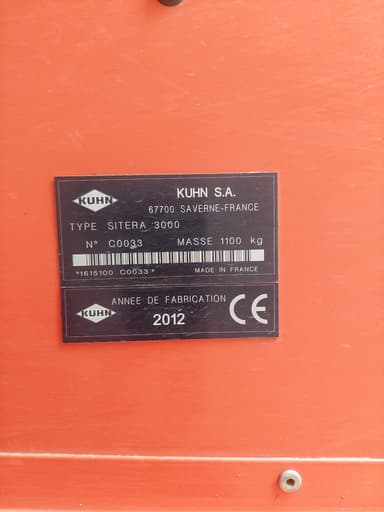 KUHN
KUHN S.A.
67700 SAVERNE-FRANCE
TYPE SITERA 3000
N° C0033 MASSE 1100 kg
*1615100 C0033*
MADE IN FRANCE
KUHN
ANNEE DE FABRICATION
2012
CE